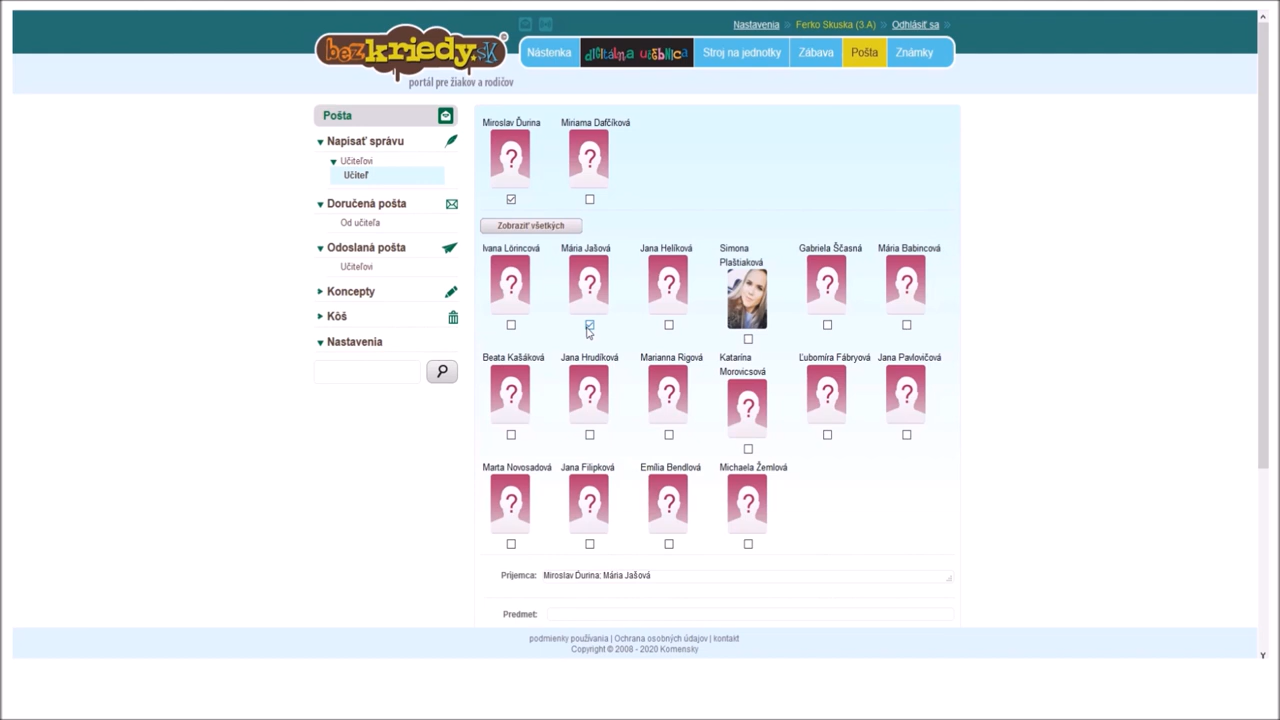 Nastavenia Ferko Skuska (3.A) Odhlásiť sa
bezkriedy.sk
portál pre žiakov a rodičov
Nástenka digitálna učebnica Stroj na jednotky Zábava Pošta Známky
Pošta
Napísať správu
Učiteľovi
Učiteľ
Doručená pošta
Od učiteľa
Odoslaná pošta
Učiteľovi
Koncepty
Kôš
Nastavenia
Miroslav Ďurina Miriama Dafčíková
Zobraziť všetkých
Ivana Lörincová Mária Jašová Jana Helíková Simona Plaštiaková Gabriela Ščasná Mária Babincová
Beata Kašáková Jana Hrudíková Marianna Rigová Katarína Morovicsová Ľubomíra Fábryová Jana Pavlovičová
Marta Novosadová Jana Filipková Emília Bendlová Michaela Žemlová
Príjemca: Miroslav Ďurina; Mária Jašová
Predmet:
podmienky používania | Ochrana osobných údajov | kontakt
Copyright © 2008 - 2020 Komensky